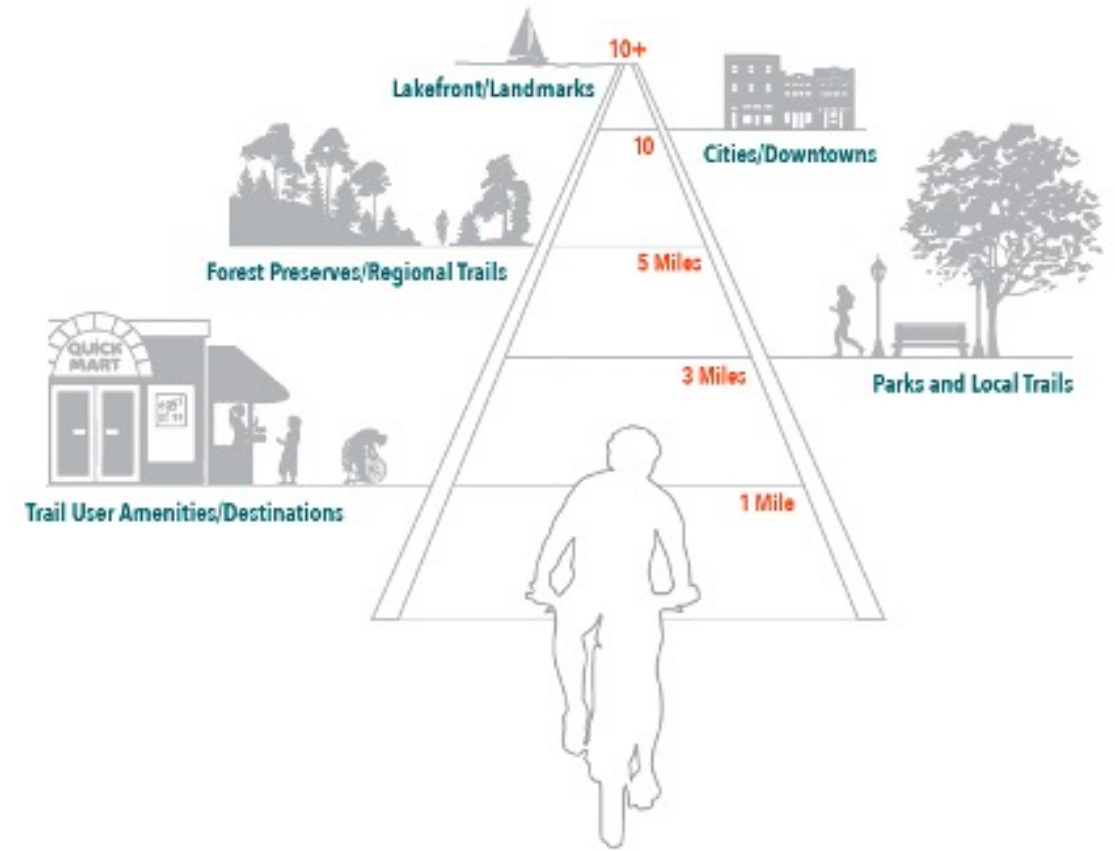 10+
Lakefront/Landmarks
10
Cities/Downtowns
5 Miles
Forest Preserves/Regional Trails
QUICK
MART
3 Miles
Parks and Local Trails
1 Mile
Trail User Amenities/Destinations